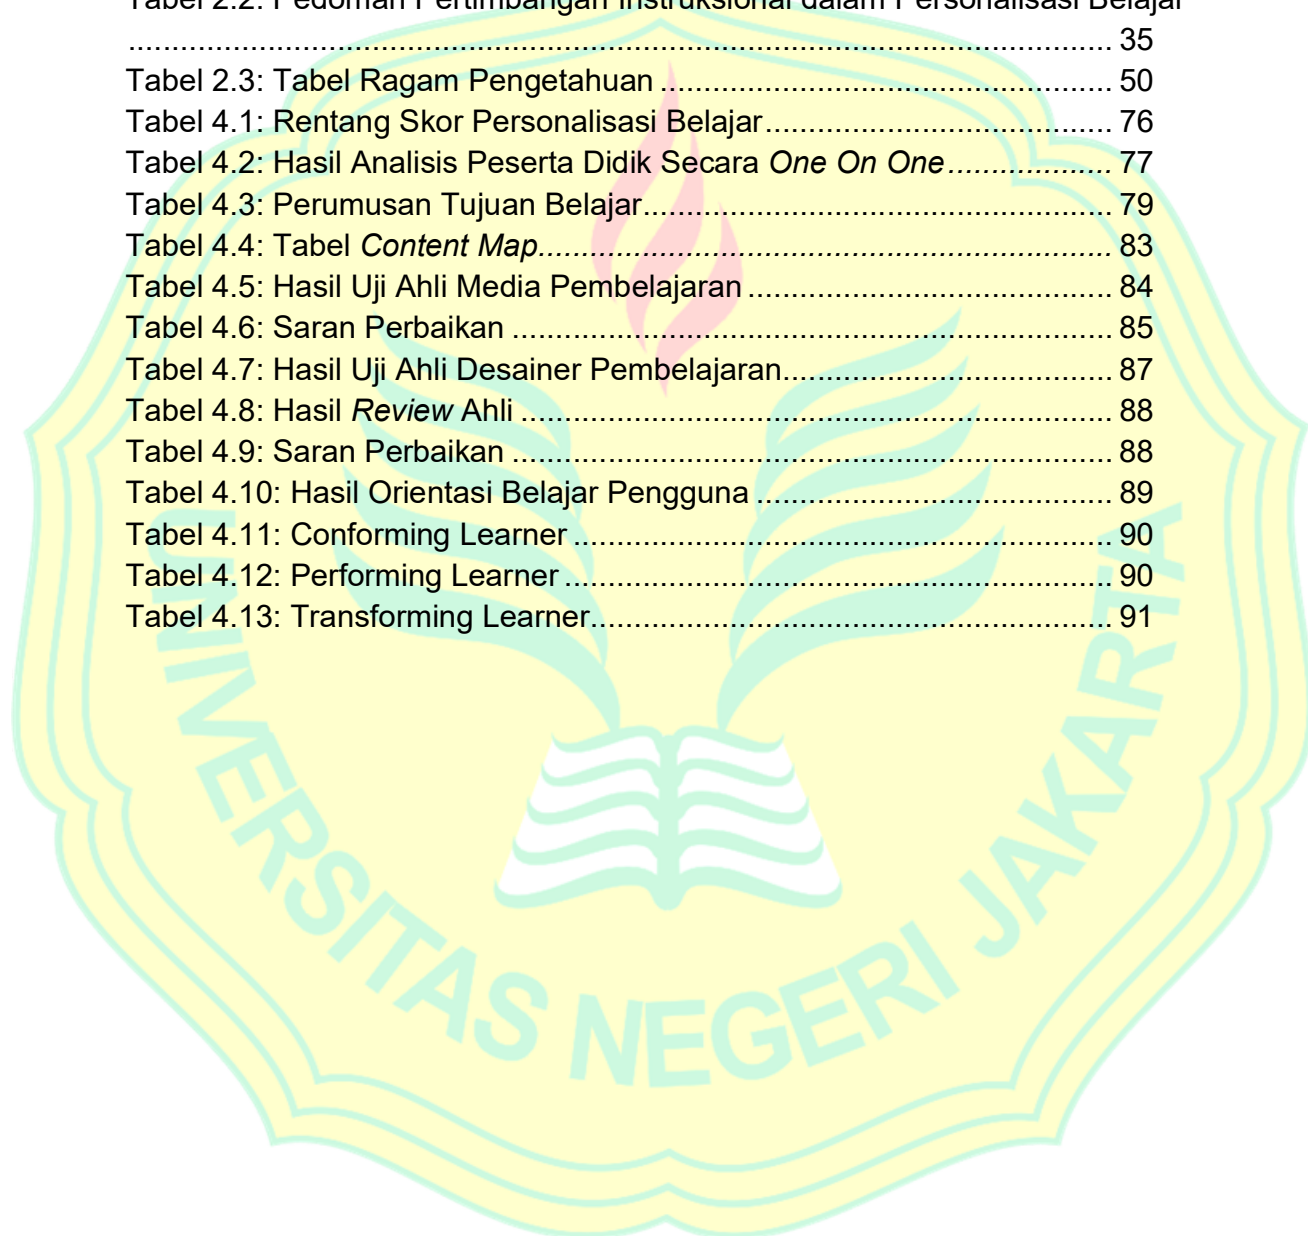 Tabel 2.2: Pedoman Pertimbangan Instruksional dalam Personalisasi Belajar
................................................................................................................. 35
Tabel 2.3: Tabel Ragam Pengetahuan .................................................... 50
Tabel 4.1: Rentang Skor Personalisasi Belajar........................................ 76
Tabel 4.2: Hasil Analisis Peserta Didik Secara One On One................... 77
Tabel 4.3: Perumusan Tujuan Belajar...................................................... 79
Tabel 4.4: Tabel Content Map.................................................................. 83
Tabel 4.5: Hasil Uji Ahli Media Pembelajaran .......................................... 84
Tabel 4.6: Saran Perbaikan ..................................................................... 85
Tabel 4.7: Hasil Uji Ahli Desainer Pembelajaran...................................... 87
Tabel 4.8: Hasil Review Ahli .................................................................... 88
Tabel 4.9: Saran Perbaikan ..................................................................... 88
Tabel 4.10: Hasil Orientasi Belajar Pengguna ......................................... 89
Tabel 4.11: Conforming Learner .............................................................. 90
Tabel 4.12: Performing Learner ............................................................... 90
Tabel 4.13: Transforming Learner............................................................ 91
UNIVERSITAS NEGERI JAKARTA